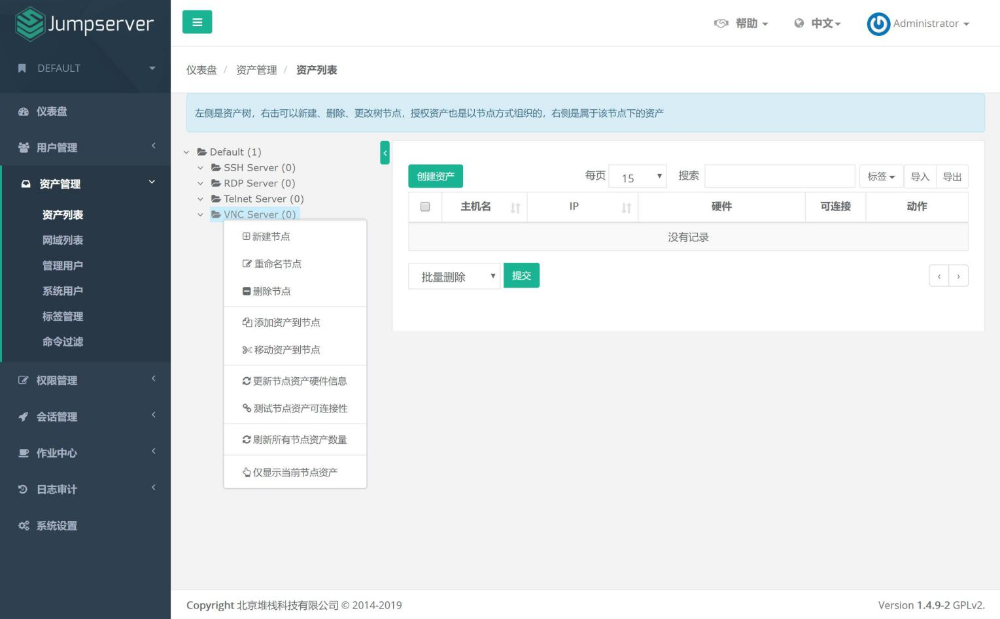 Jumpserver
DEFAULT
仪表盘
用户管理
资产管理
资产列表
网域列表
管理用户
系统用户
标签管理
命令过滤
权限管理
会话管理
作业中心
日志审计
系统设置
帮助
中文
Administrator
仪表盘 / 资产管理 / 资产列表
左侧是资产树，右击可以新建、删除、更改树节点，授权资产也是以节点方式组织的，右侧是属于该节点下的资产
Default (1)
SSH Server (0)
RDP Server (0)
Telnet Server (0)
VNC Server (0)
新建节点
重命名节点
删除节点
添加资产到节点
移动资产到节点
更新节点资产硬件信息
测试节点资产可连接性
刷新所有节点资产数量
仅显示当前节点资产
创建资产 每页 15 搜索 标签 导入 导出
主机名 IP 硬件 可连接 动作
没有记录
批量删除 提交 ‹ ›
Copyright 北京堆栈科技有限公司 © 2014-2019
Version 1.4.9-2 GPLv2.